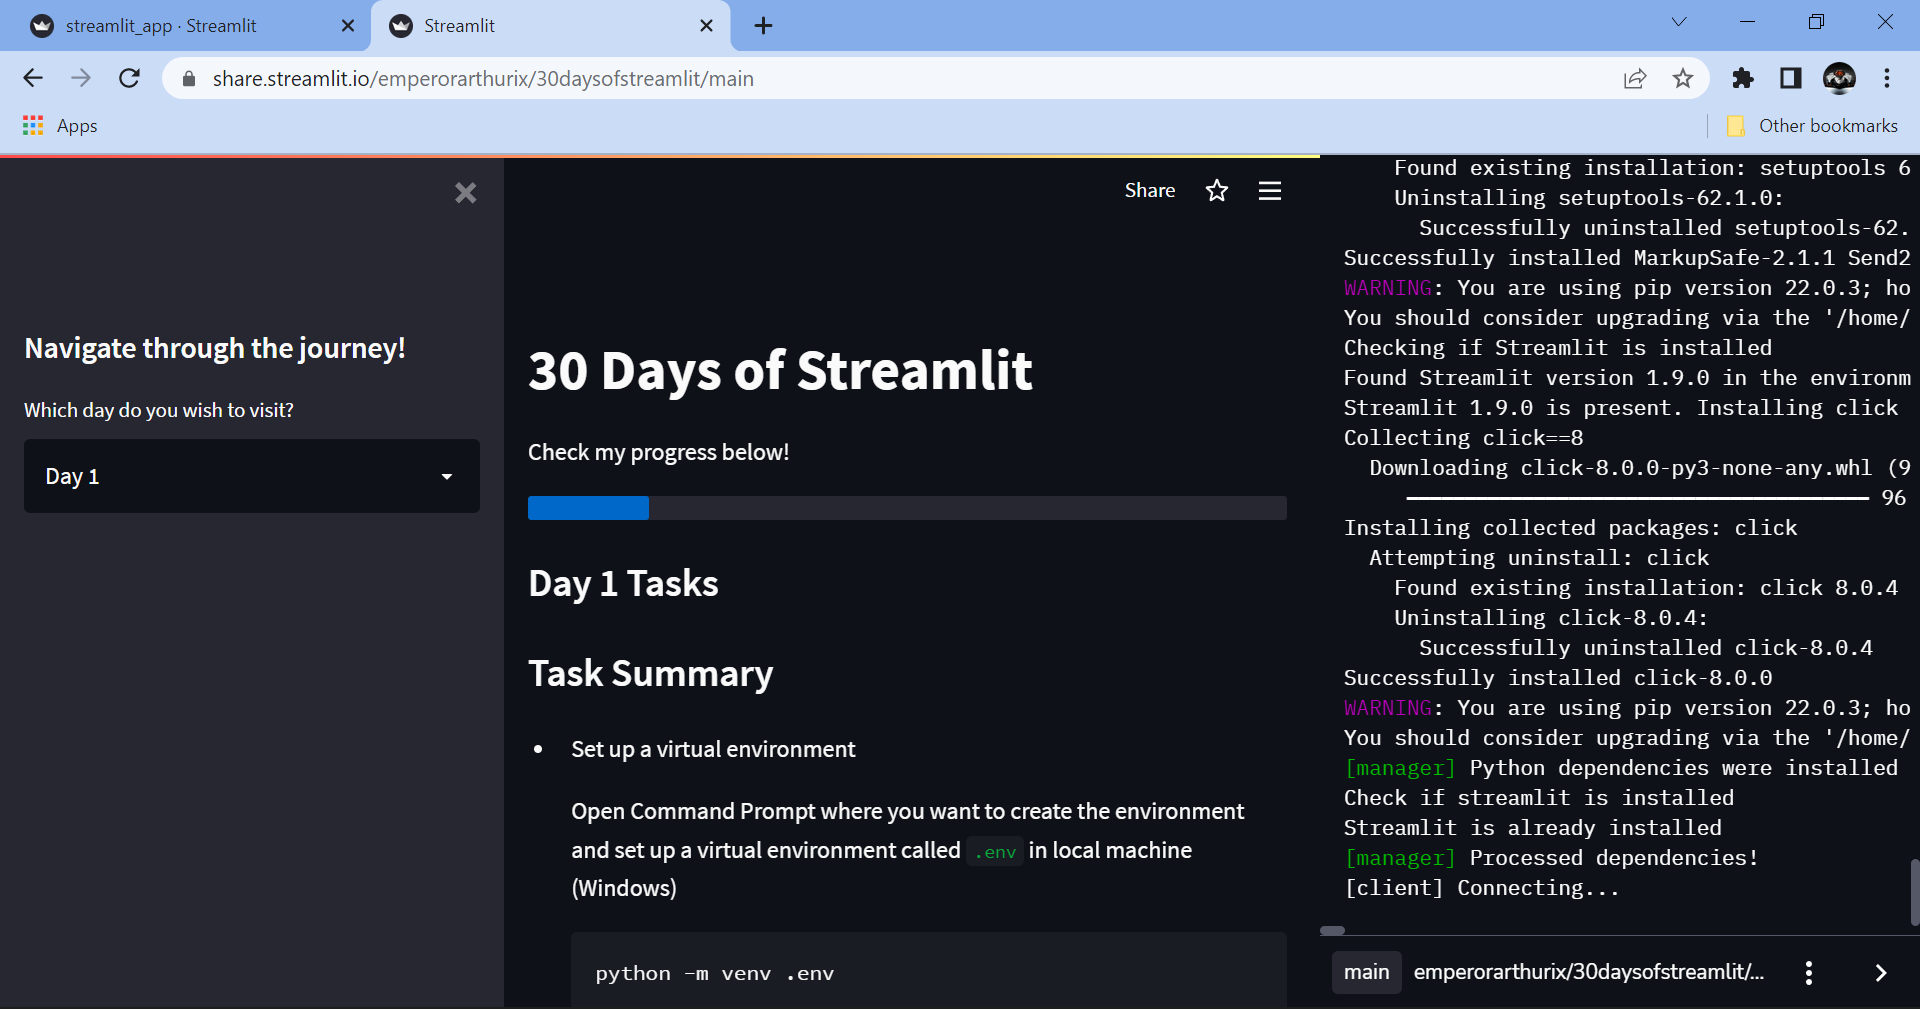 streamlit_app · Streamlit
Streamlit
share.streamlit.io/emperorarthurix/30daysofstreamlit/main
Apps
Other bookmarks
Navigate through the journey!
Which day do you wish to visit?
Day 1
Share
30 Days of Streamlit
Check my progress below!
Day 1 Tasks
Task Summary
• Set up a virtual environment
Open Command Prompt where you want to create the environment
and set up a virtual environment called .env in local machine
(Windows)
python -m venv .env
Found existing installation: setuptools 6
Uninstalling setuptools-62.1.0:
Successfully uninstalled setuptools-62.
Successfully installed MarkupSafe-2.1.1 Send2
WARNING: You are using pip version 22.0.3; ho
You should consider upgrading via the '/home/
Checking if Streamlit is installed
Found Streamlit version 1.9.0 in the environm
Streamlit 1.9.0 is present. Installing click
Collecting click==8
Downloading click-8.0.0-py3-none-any.whl (9
96
Installing collected packages: click
Attempting uninstall: click
Found existing installation: click 8.0.4
Uninstalling click-8.0.4:
Successfully uninstalled click-8.0.4
Successfully installed click-8.0.0
WARNING: You are using pip version 22.0.3; ho
You should consider upgrading via the '/home/
[manager] Python dependencies were installed
Check if streamlit is installed
Streamlit is already installed
[manager] Processed dependencies!
[client] Connecting...
main emperorarthurix/30daysofstreamlit/...